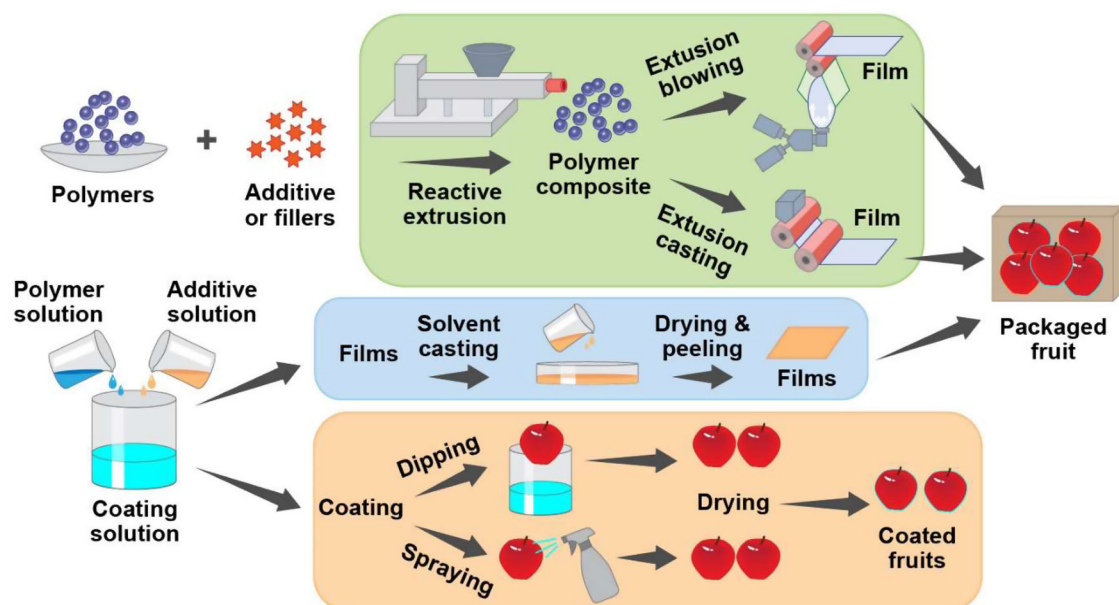 Polymers
+
Additive
or fillers
Reactive
extrusion
Polymer
composite
Extusion
blowing
Film
Extusion
casting
Film
Packaged
fruit
Polymer
solution
Additive
solution
Coating
solution
Films
Solvent
casting
Drying &
peeling
Films
Coating
Dipping
Spraying
Drying
Coated
fruits